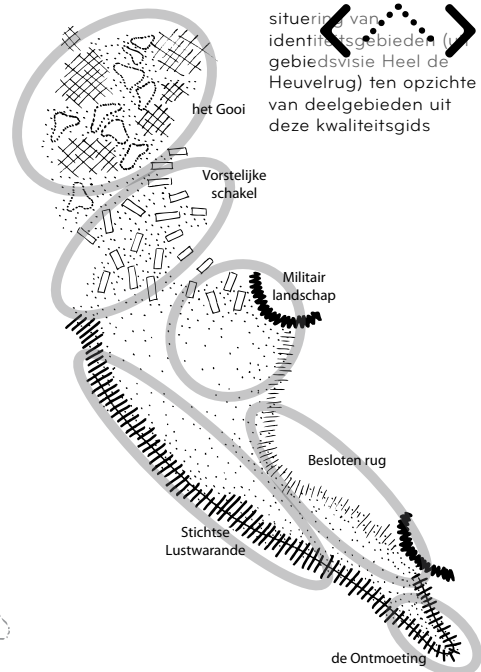 situering van
identiteitsgebieden (uit
gebiedsvisie Heel de
Heuvelrug) ten opzichte
van deelgebieden uit
deze kwaliteitsgids
het Gooi
Vorstelijke
schakel
Militair
landschap
Besloten rug
Stichtse
Lustwarande
de Ontmoeting